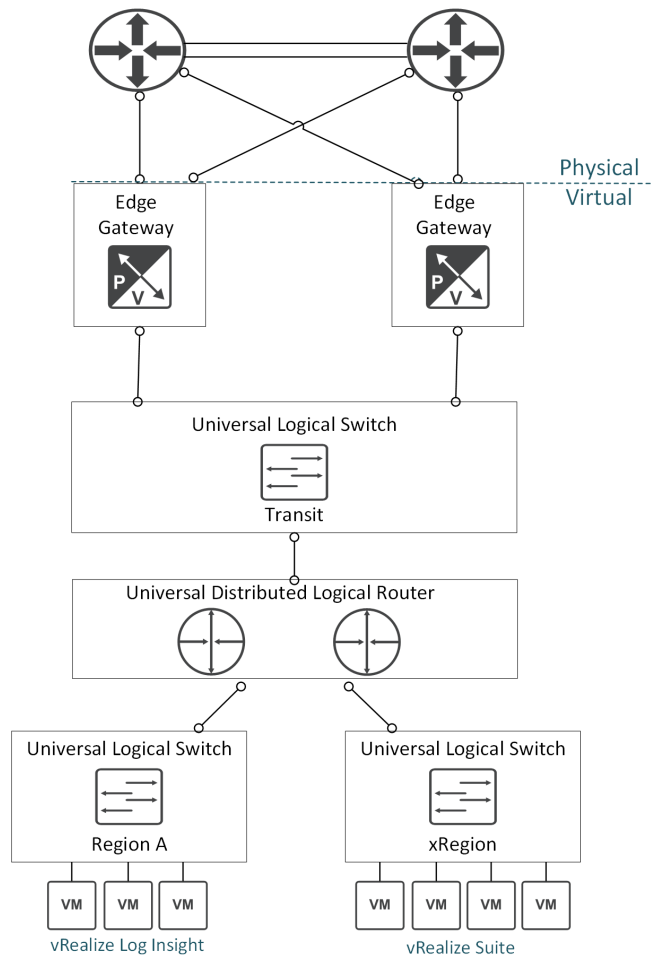 Physical
Virtual
Edge
Gateway
P
V
Edge
Gateway
P
V
Universal Logical Switch
Transit
Universal Distributed Logical Router
Universal Logical Switch
Region A
Universal Logical Switch
xRegion
VM VM VM
vRealize Log Insight
VM VM VM VM
vRealize Suite